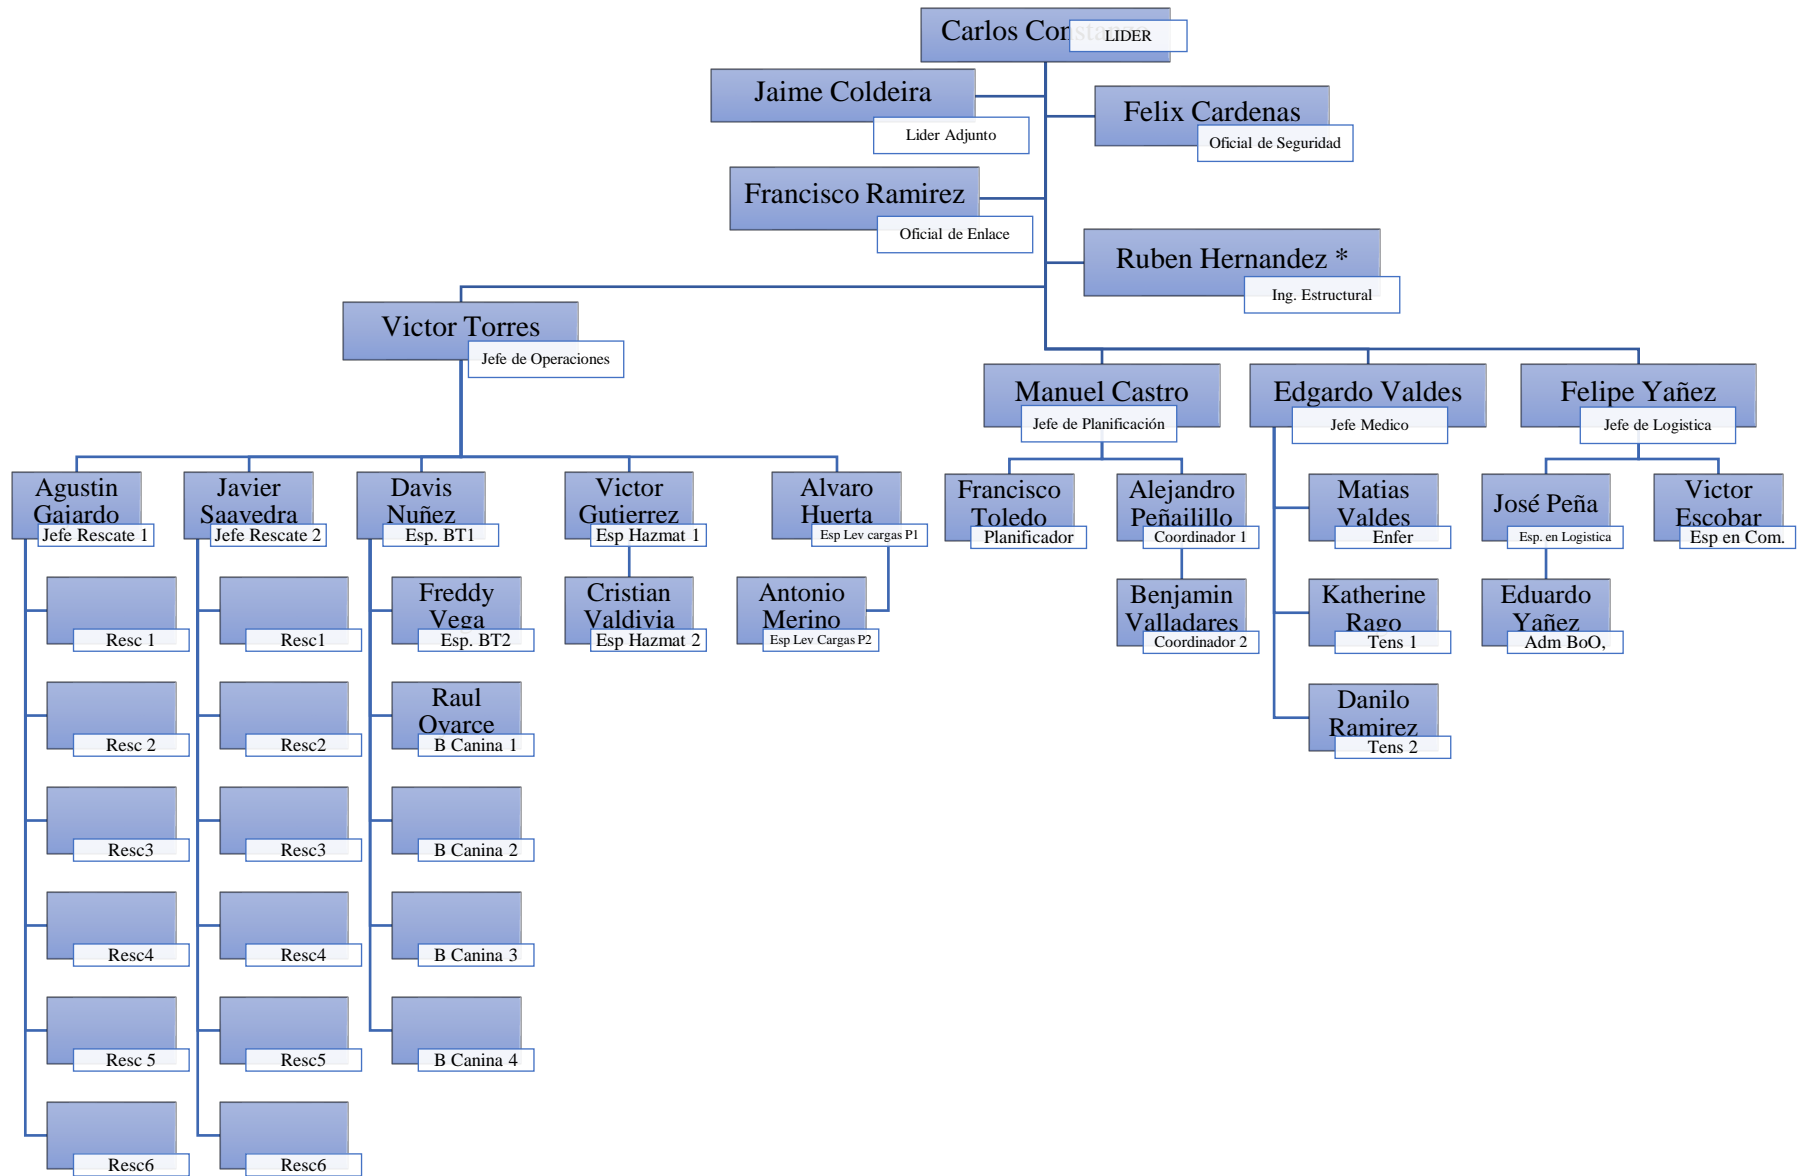 Carlos
LIDER
Jaime Coldeira
Lider Adjunto
Felix Cardenas
Oficial de Seguridad
Francisco Ramirez
Oficial de Enlace
Ruben Hernandez *
Ing. Estructural
Victor Torres
Jefe de Operaciones
Manuel Castro
Jefe de Planificación
Edgardo Valdes
Jefe Medico
Felipe Yañez
Jefe de Logistica
Agustin
Gajardo
Jefe Rescate 1
Javier
Saavedra
Jefe Rescate 2
Davis
Nuñez
Esp. BT1
Victor
Gutierrez
Esp Hazmat 1
Alvaro
Huerta
Esp Lev cargas P1
Francisco
Toledo
Planificador
Alejandro
Peñailillo
Coordinador 1
Matias
Valdes
Enfer
José Peña
Esp. en Logistica
Victor
Escobar
Esp en Com.
Resc 1
Resc1
Freddy
Vega
Esp. BT2
Cristian
Valdivia
Esp Hazmat 2
Antonio
Merino
Esp Lev Cargas P2
Benjamin
Valladares
Coordinador 2
Katherine
Rago
Tens 1
Eduardo
Yañez
Adm BoO,
Resc 2
Resc2
Raul
Oyarce
B Canina 1
Danilo
Ramirez
Tens 2
Resc3
Resc3
B Canina 2
Resc4
Resc4
B Canina 3
Resc 5
Resc5
B Canina 4
Resc6
Resc6